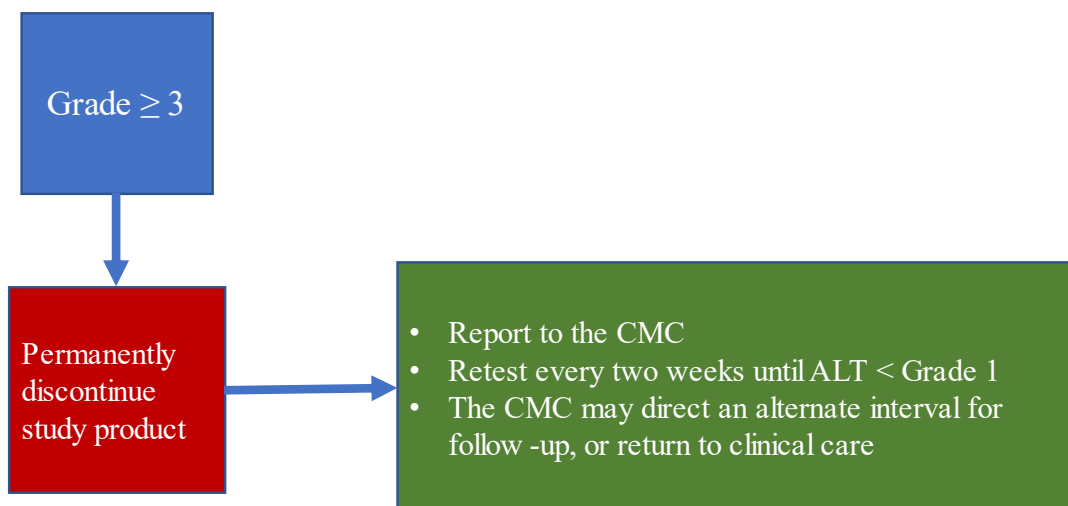 Grade ≥ 3
Permanently
discontinue
study product
• Report to the CMC
• Retest every two weeks until ALT < Grade 1
• The CMC may direct an alternate interval for
follow -up, or return to clinical care